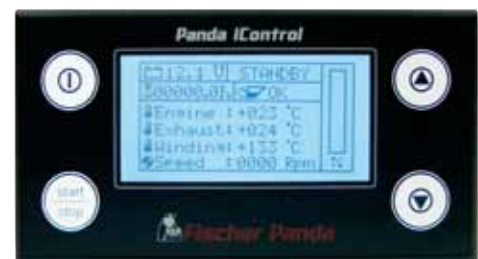 Panda IControl
12.1 V STANDBY
00000.0h OK
Engine :+023 °C
Exhaust:+024 °C
Winding:+133 °C
Speed :0000 Rpm %
start
stop
Fischer Panda